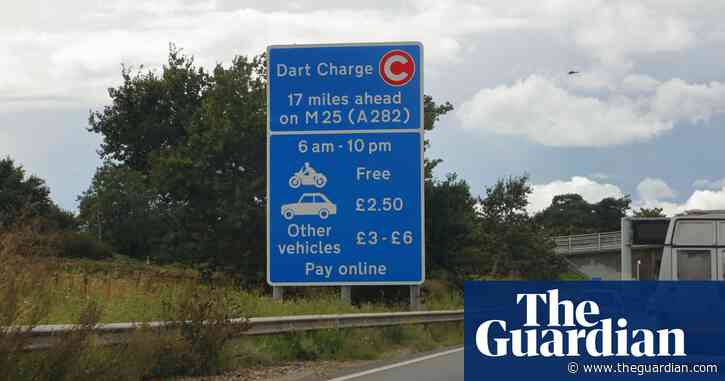 Dart Charge C
17 miles ahead
on M25 (A282)
6 am - 10 pm
Free
£2.50
Other
vehicles £3 - £6
Pay online
The
Guardian
www.theguardian.com